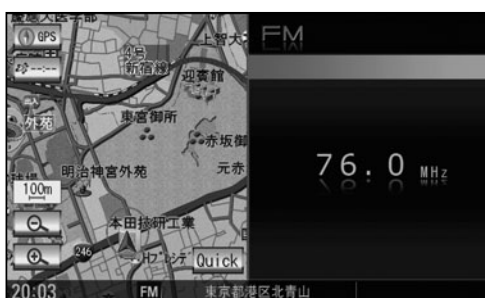 慶應大医学部
GPS
上智大
4号
新宿線
--:--
迎賓館
外苑
東宮御所
赤坂御
明治神宮外苑
元赤
100m
本田技研工業
246
Quick
20:03
FM
東京都港区北青山
FM
76.0 MHz